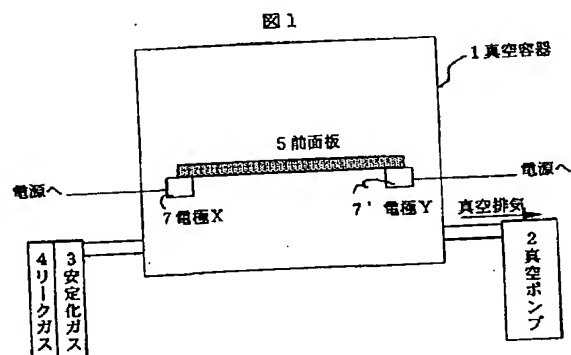 図1
1真空容器
5前面板
電源へ
電源へ
7電極X
7'電極Y
真空排気
4リークガス
3安定化ガス
2真空ポンプ